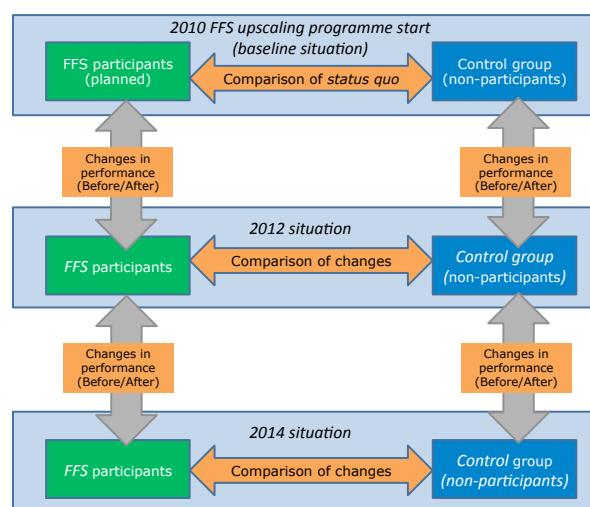 2010 FFS upscaling programme start
(baseline situation)
FFS participants
(planned)
Comparison of status quo
Control group
(non-participants)
Changes in
performance
(Before/After)
Changes in
performance
(Before/After)
2012 situation
FFS participants
Comparison of changes
Control group
(non-participants)
Changes in
performance
(Before/After)
Changes in
performance
(Before/After)
2014 situation
FFS participants
Comparison of changes
Control group
(non-participants)